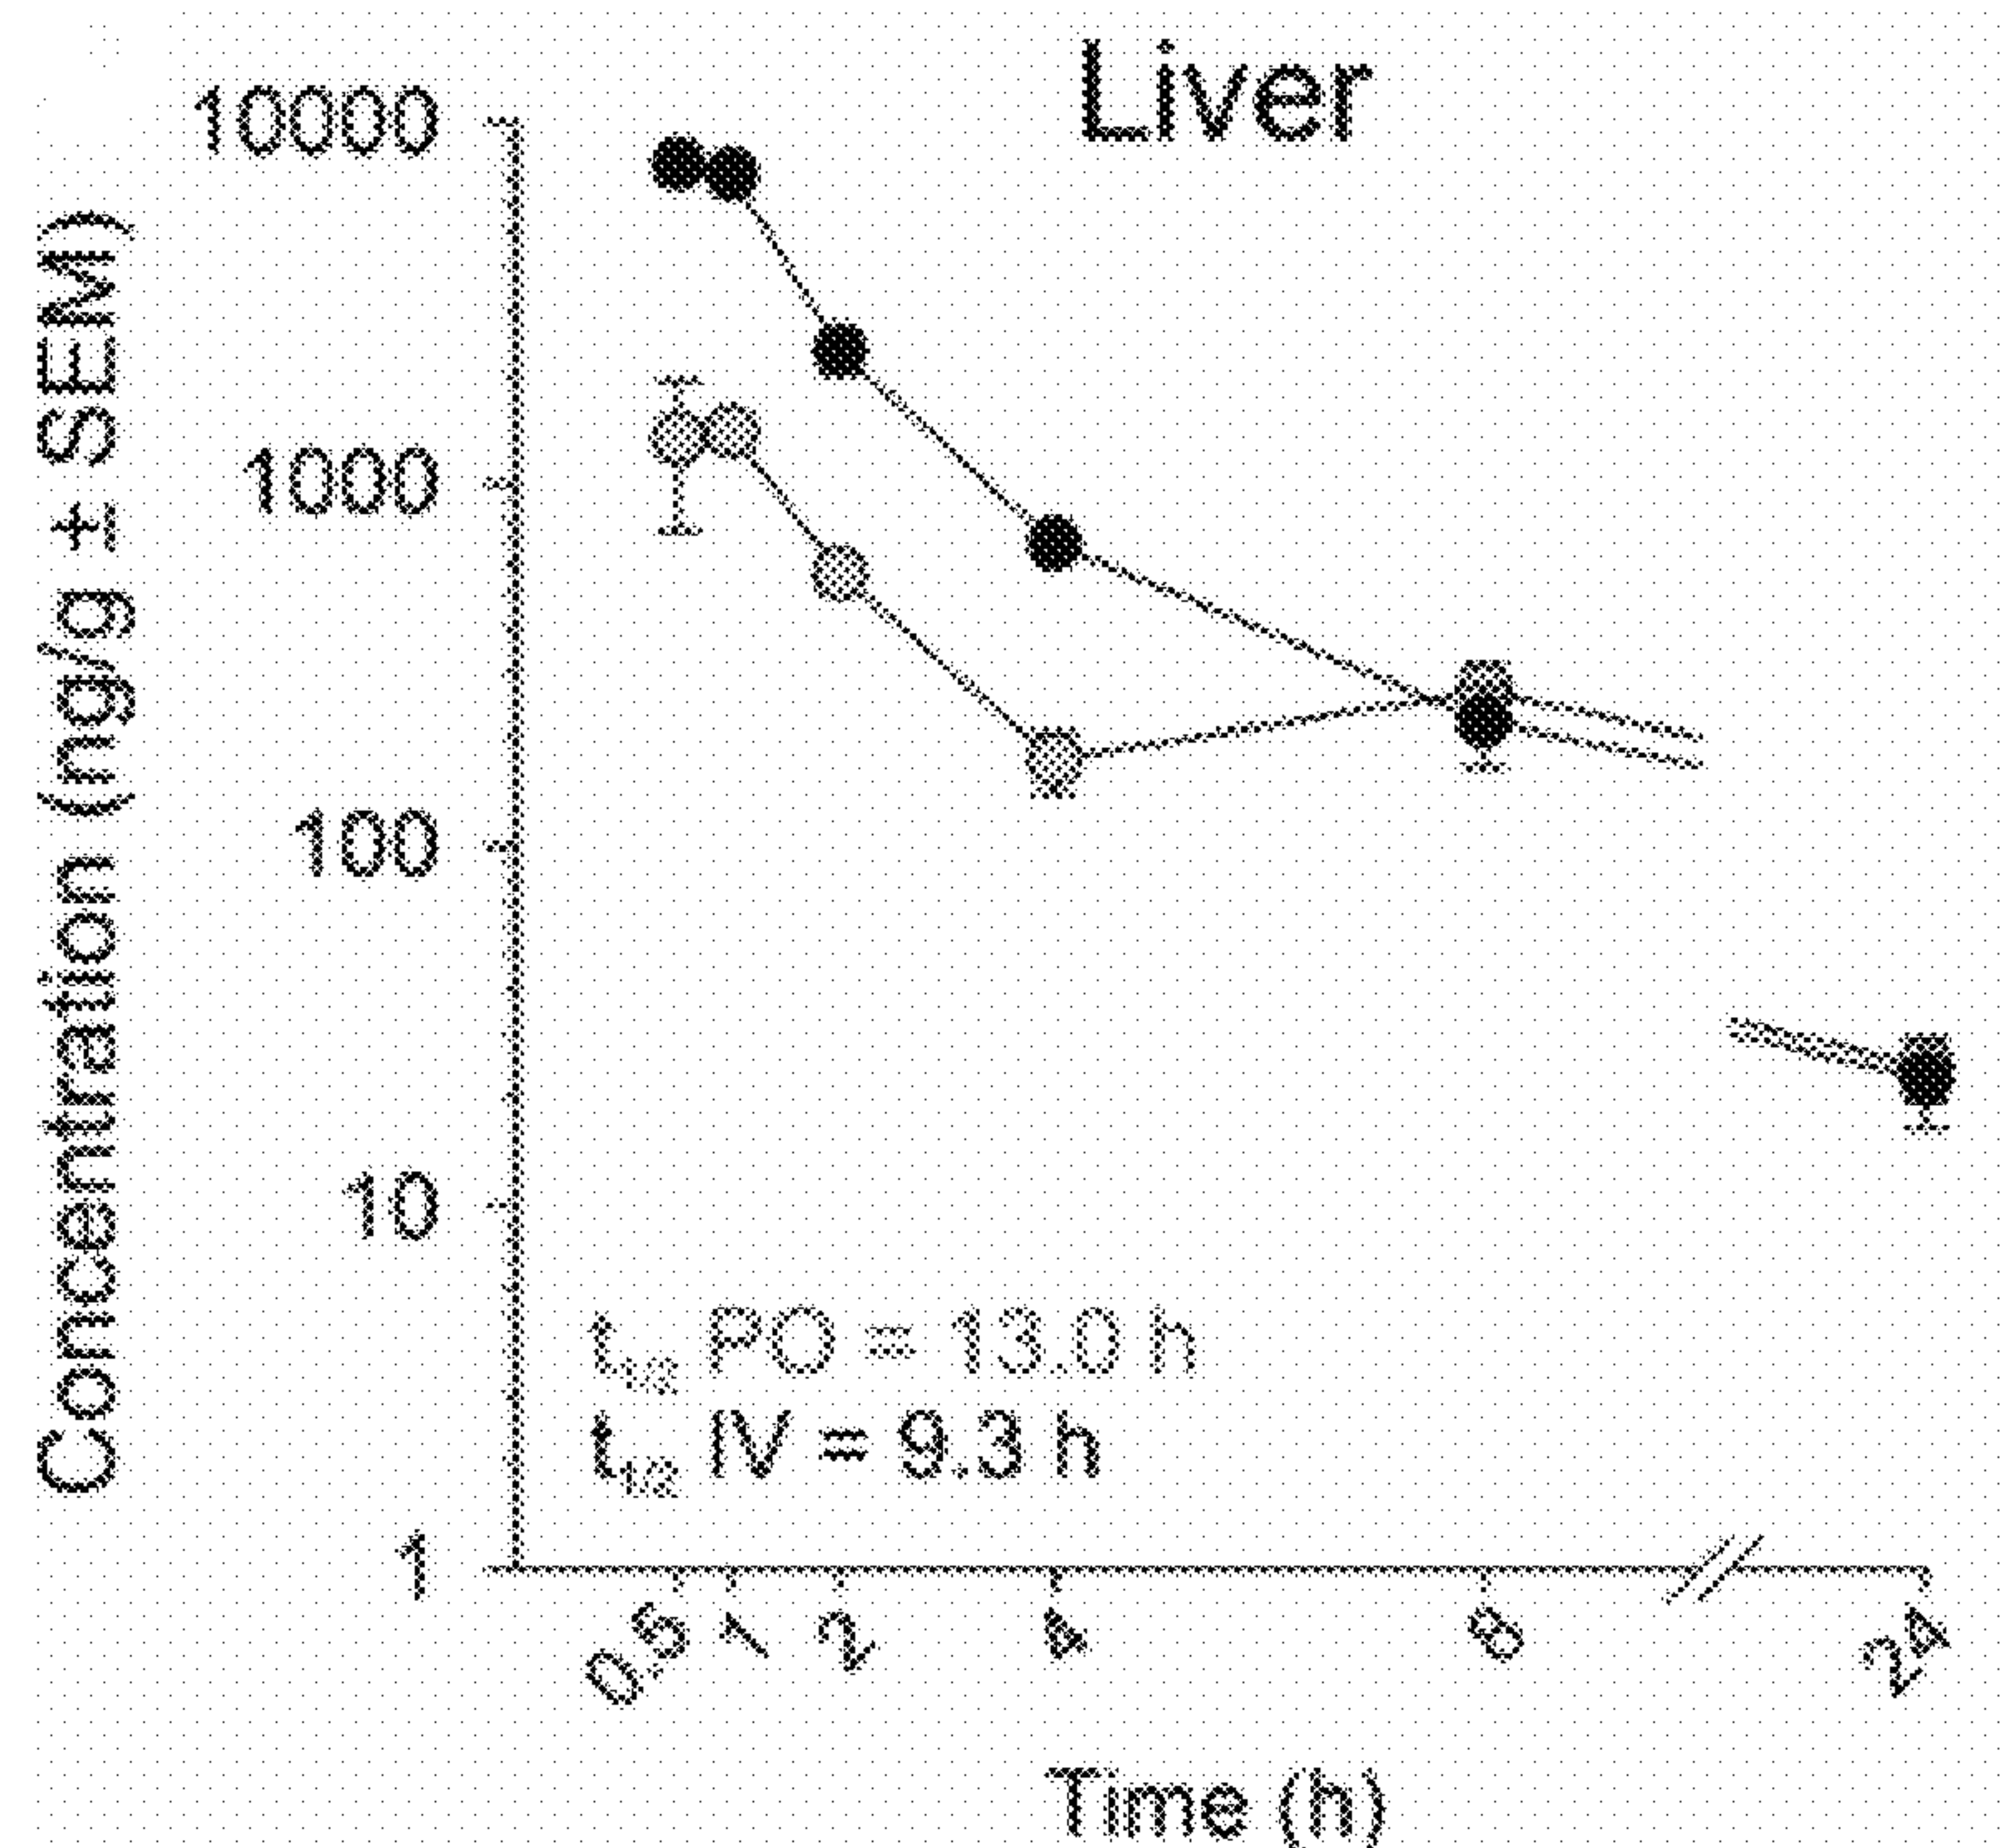 Liver
Concentration (ng/g ± SEM)
10000
1000
100
10
1
t1/2 PO = 13.0 h
t1/2 IV = 9.3 h
0.5
1
2
4
8
24
Time (h)